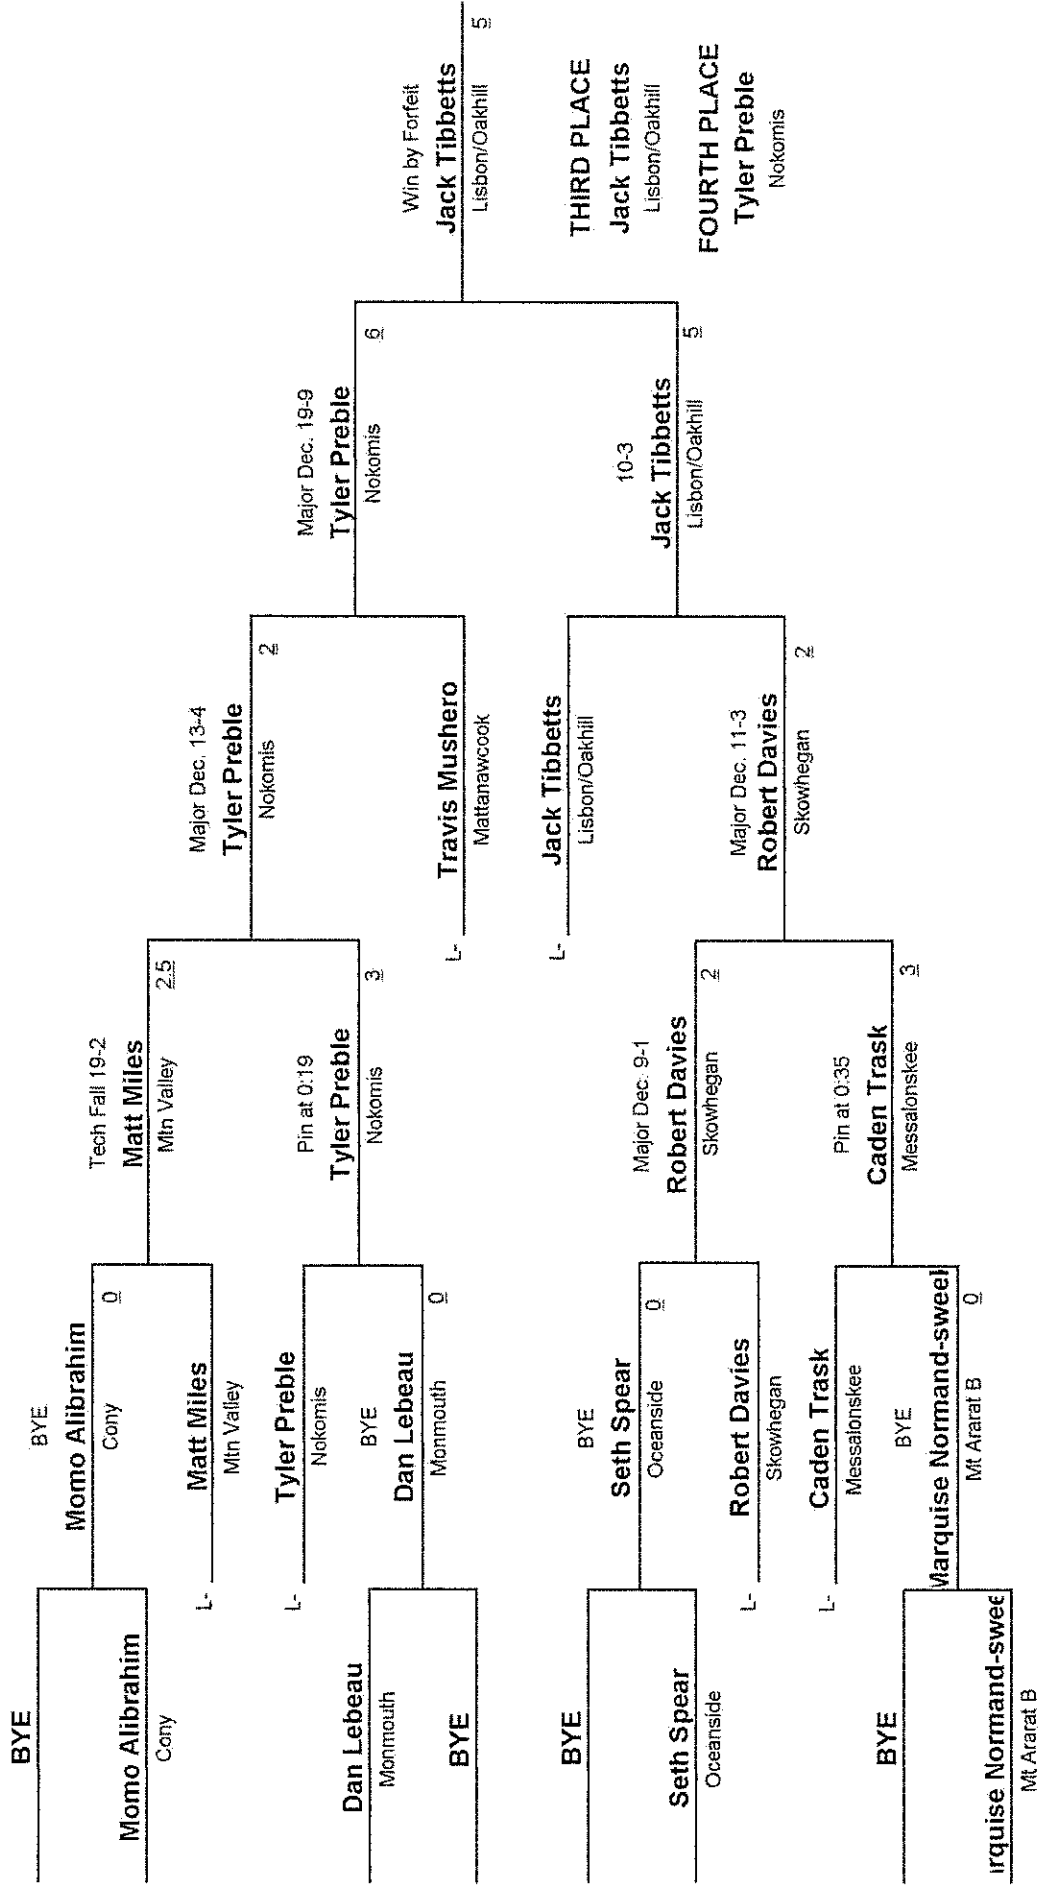 BYE
Momo Alibrahim
Cony
Dan Lebeau
Monmouth
BYE
BYE
Seth Spear
Oceanside
BYE
irquise Normand-swee
Mt Ararat B
BYE
Momo Alibrahim
Cony
0
L-
Matt Miles
Mtn Valley
L-
Tyler Preble
Nokomis
BYE
Dan Lebeau
Monmouth
0
BYE
Seth Spear
Oceanside
0
L-
Robert Davies
Skowhegan
L-
Caden Trask
Messalonskee
BYE
Marquise Normand-sweel
Mt Ararat B
0
Tech Fall 19-2
Matt Miles
Mtn Valley
2.5
Pin at 0:19
Tyler Preble
Nokomis
3
Major Dec. 9-1
Robert Davies
Skowhegan
2
Pin at 0:35
Caden Trask
Messalonskee
3
Major Dec. 13-4
Tyler Preble
Nokomis
2
L-
Travis Mushero
Mattanawcook
L-
Jack Tibbetts
Lisbon/Oakhill
Major Dec. 11-3
Robert Davies
Skowhegan
2
Major Dec. 19-9
Tyler Preble
Nokomis
6
10-3
Jack Tibbetts
Lisbon/Oakhill
5
Win by Forfeit
Jack Tibbetts
Lisbon/Oakhill
5
THIRD PLACE
Jack Tibbetts
Lisbon/Oakhill
FOURTH PLACE
Tyler Preble
Nokomis